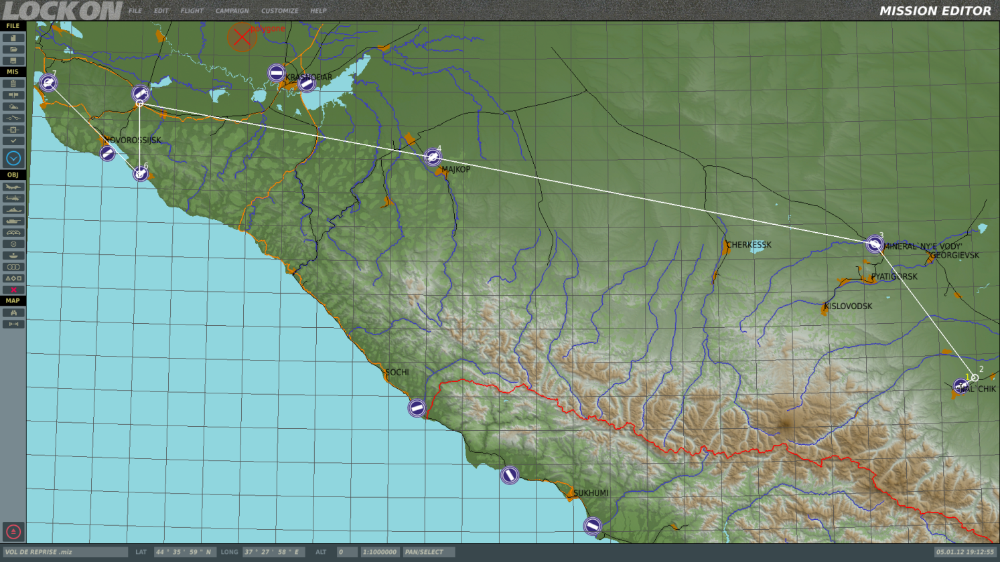 LOCKON
FILE EDIT FLIGHT CAMPAIGN CUSTOMIZE HELP
MISSION EDITOR
FILE
MIS
OBJ
MAP
polygone
KRASNODAR
7
NOVOROSSIJSK
6
4
MAJKOP
3
CHERKESSK
MINERAL`NY'E VODY'
GEORGIEVSK
PYATIGORSK
KISLOVODSK
SOCHI
2
1
NAL`CHIK
SUKHUMI
VOL DE REPRISE .miz
LAT 44 ° 35 ' 59 " N LONG 37 ° 27 ' 58 " E ALT 0 1:1000000 PAN/SELECT
05.01.12 19:12:55